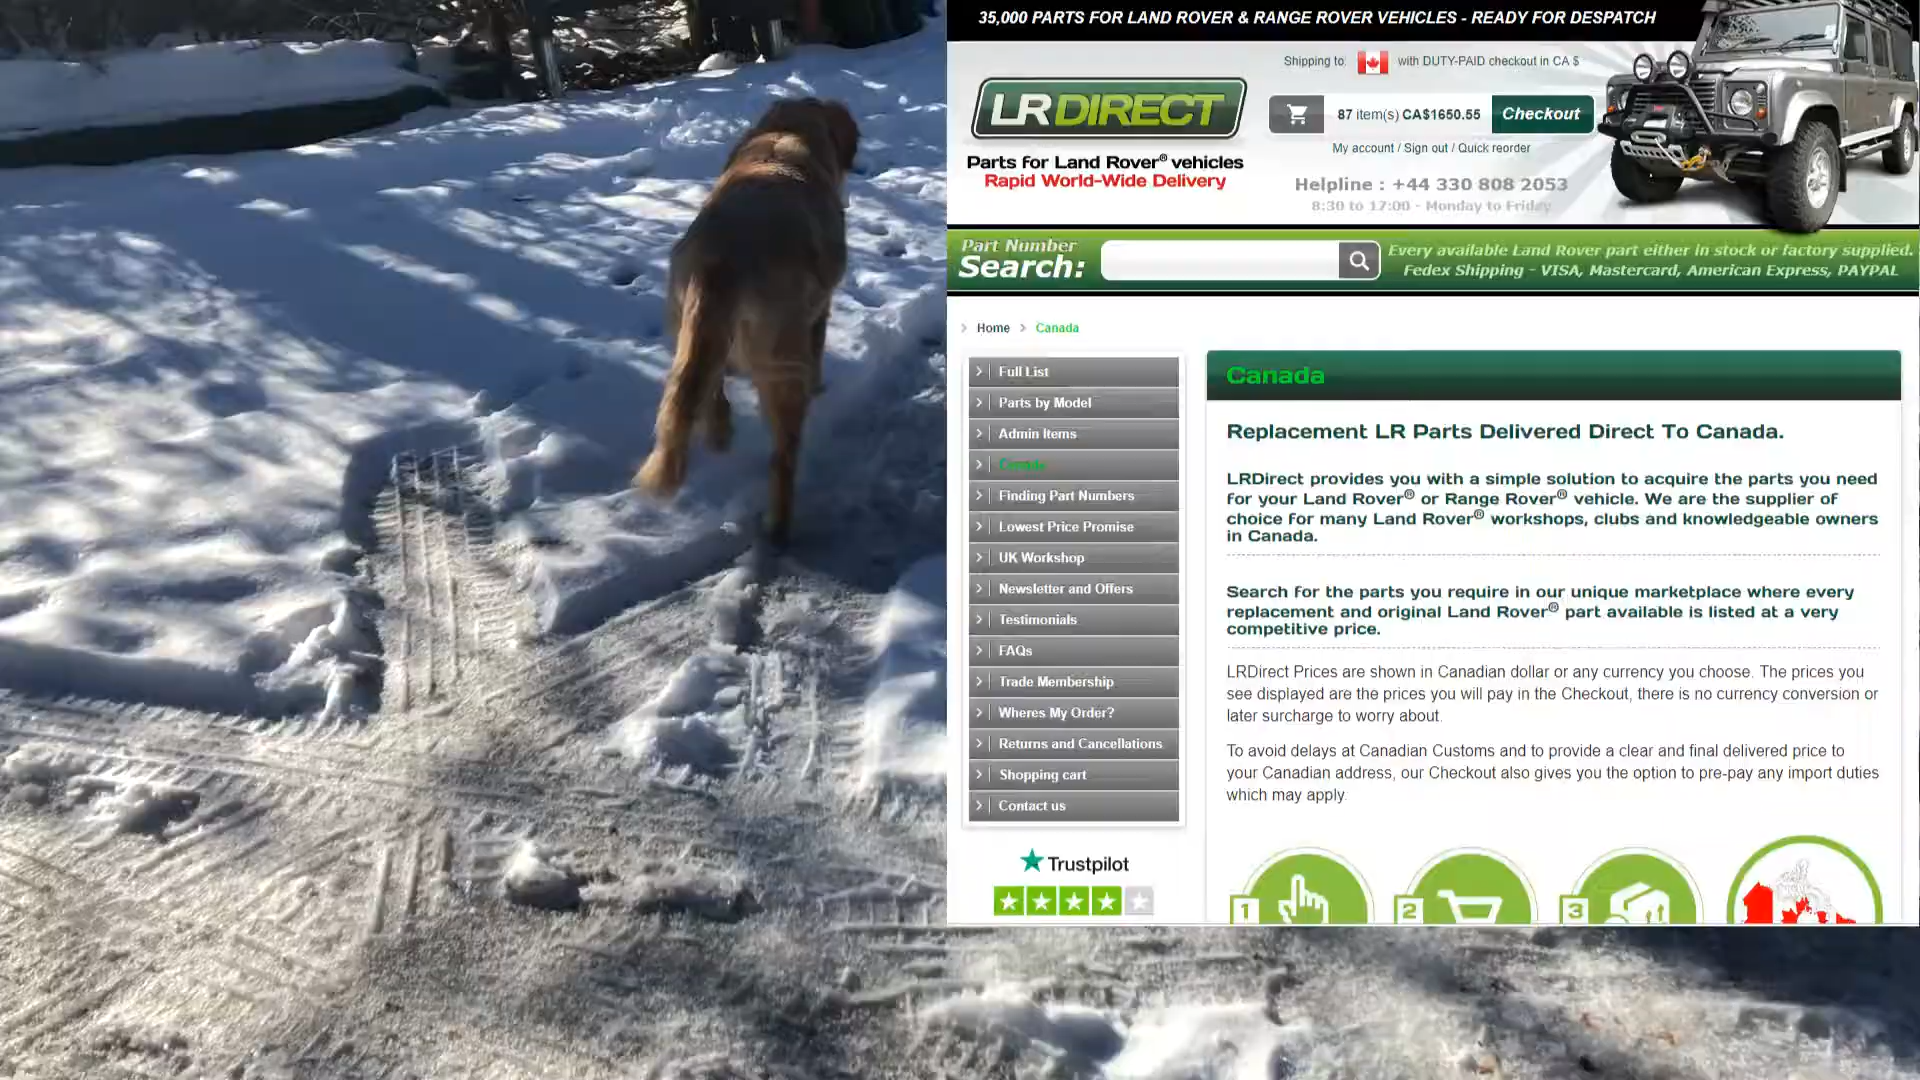 35,000 PARTS FOR LAND ROVER & RANGE ROVER VEHICLES - READY FOR DESPATCH
Shipping to: with DUTY-PAID checkout in CA $
LRDIRECT
87 item(s) CA$1650.55
Checkout
My account / Sign out / Quick reorder
Parts for Land Rover® vehicles
Rapid World-Wide Delivery
Helpline : +44 330 808 2053
8:30 to 17:00 - Monday to Friday
Part Number
Search:
Every available Land Rover part either in stock or factory supplied.
Fedex Shipping - VISA, Mastercard, American Express, PAYPAL
Home > Canada
Full List
Parts by Model
Admin Items
Canada
Finding Part Numbers
Lowest Price Promise
UK Workshop
Newsletter and Offers
Testimonials
FAQs
Trade Membership
Wheres My Order?
Returns and Cancellations
Shopping cart
Contact us
Trustpilot
Canada
Replacement LR Parts Delivered Direct To Canada.
LRDirect provides you with a simple solution to acquire the parts you need
for your Land Rover® or Range Rover® vehicle. We are the supplier of
choice for many Land Rover® workshops, clubs and knowledgeable owners
in Canada.
Search for the parts you require in our unique marketplace where every
replacement and original Land Rover® part available is listed at a very
competitive price.
LRDirect Prices are shown in Canadian dollar or any currency you choose. The prices you
see displayed are the prices you will pay in the Checkout, there is no currency conversion or
later surcharge to worry about.
To avoid delays at Canadian Customs and to provide a clear and final delivered price to
your Canadian address, our Checkout also gives you the option to pre-pay any import duties
which may apply.
1
2
3